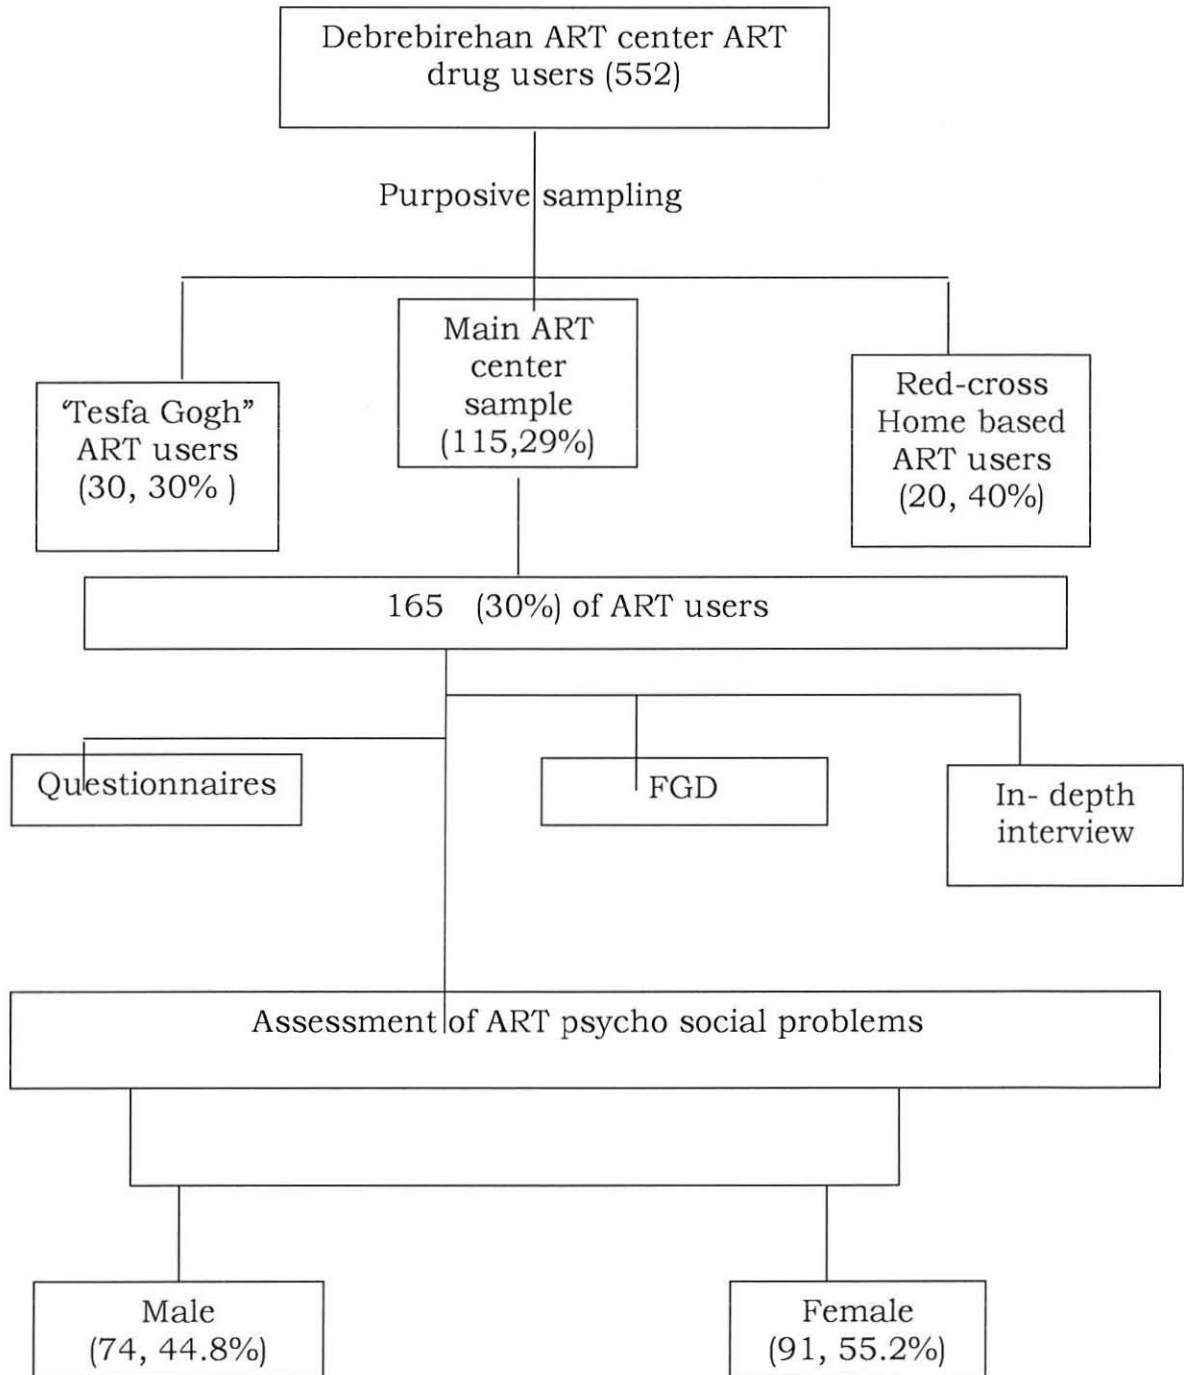 Debrebirehan ART center ART
drug users (552)
Purposive sampling
"Tesfa Gogh"
ART users
(30, 30% )
Main ART
center
sample
(115,29%)
Red-cross
Home based
ART users
(20, 40%)
165 (30%) of ART users
Questionnaires
FGD
In- depth
interview
Assessment of ART psycho social problems
Male
(74, 44.8%)
Female
(91, 55.2%)